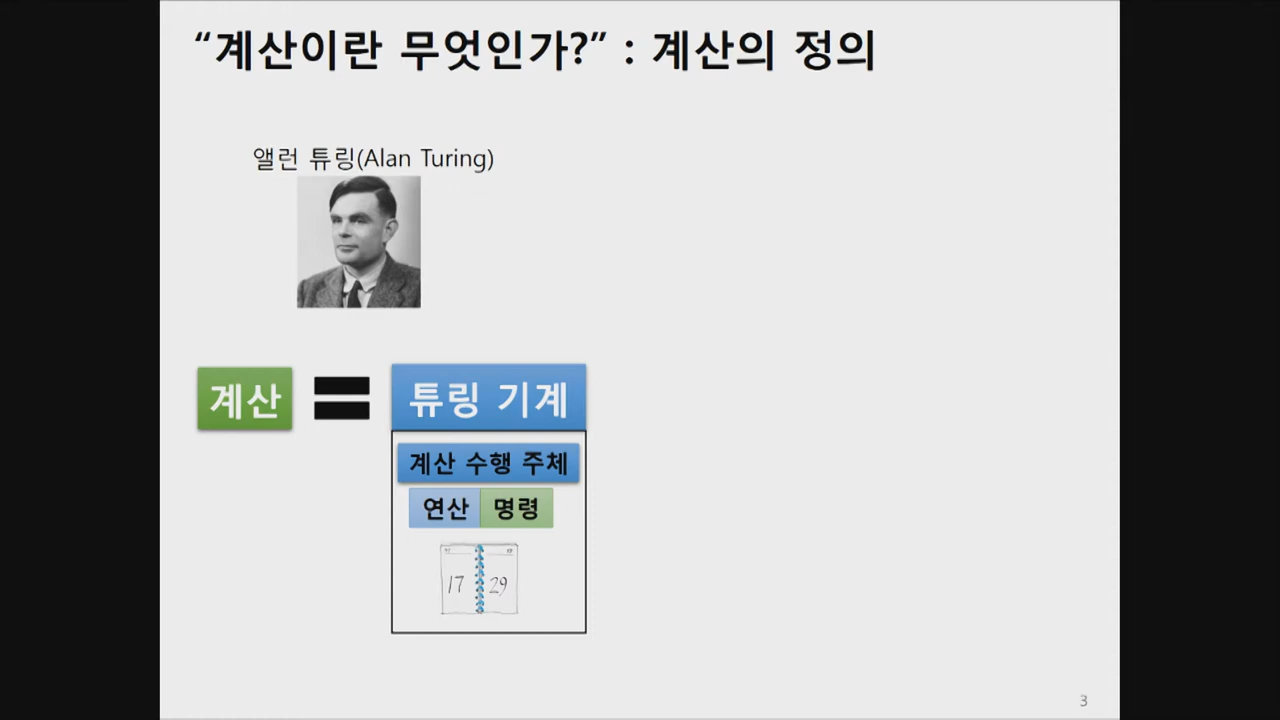 “계산이란 무엇인가?” : 계산의 정의
앨런 튜링(Alan Turing)
계산
튜링 기계
계산 수행 주체
연산 명령
17 29
3